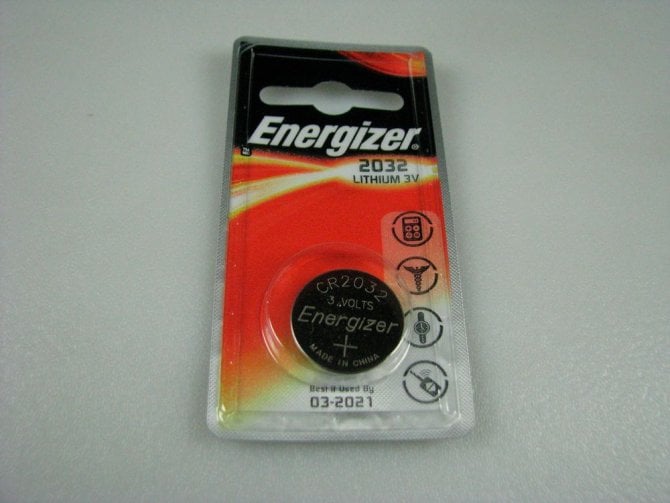 Energizer®
2032
LITHIUM 3V
CR2032
3 VOLTS
Energizer
+
MADE IN CHINA
Best if Used By
03-2021